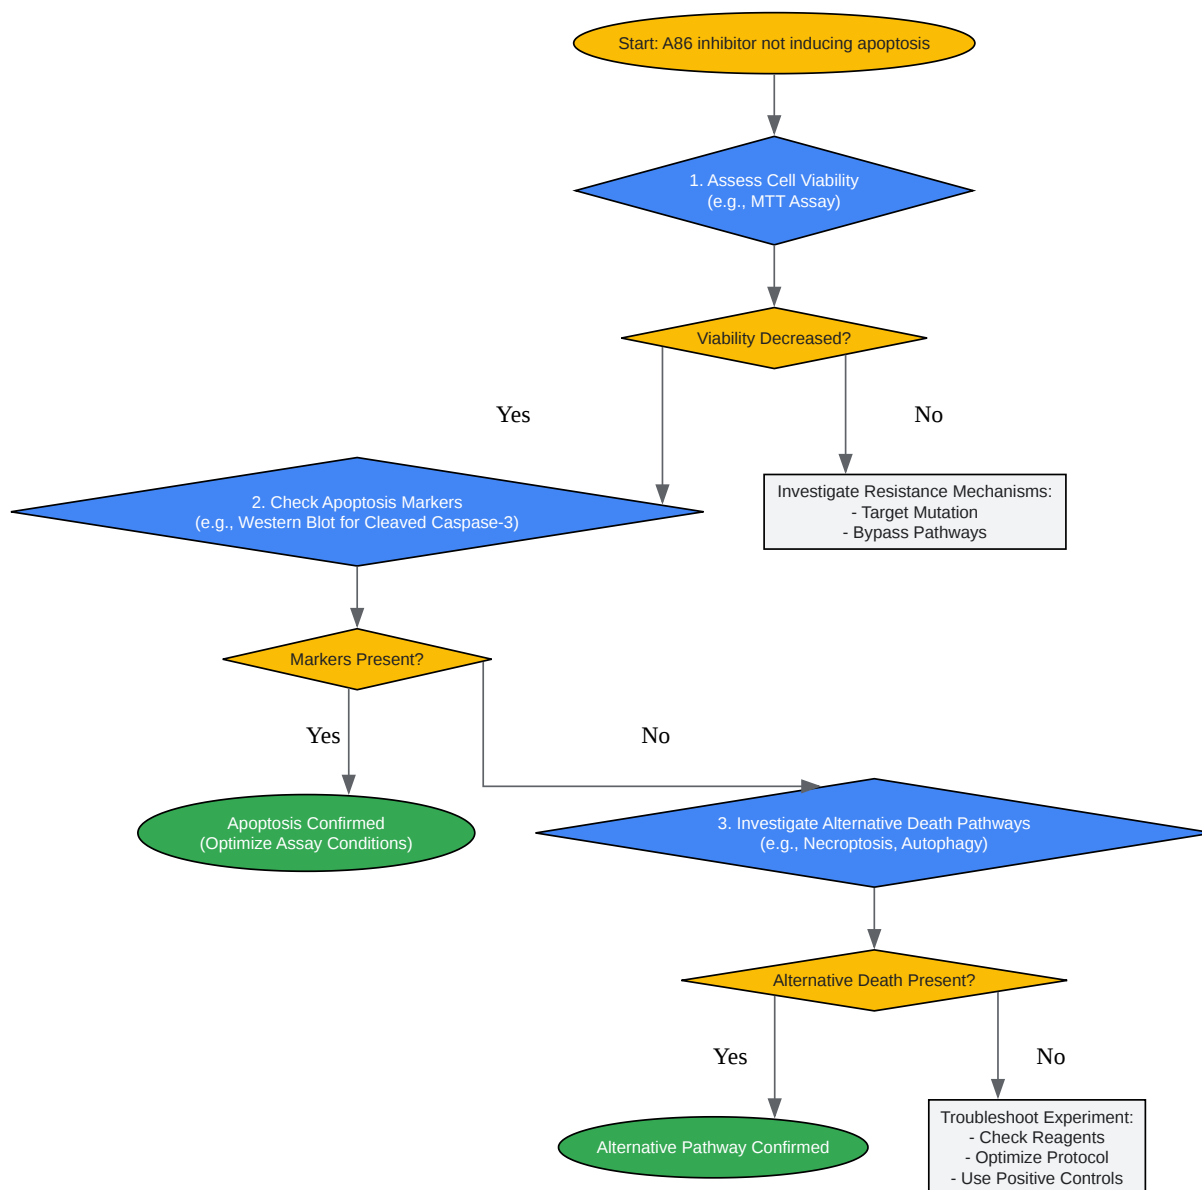 Start: A86 inhibitor not inducing apoptosis
1. Assess Cell Viability
(e.g., MTT Assay)
Viability Decreased?
Yes
No
2. Check Apoptosis Markers
(e.g., Western Blot for Cleaved Caspase-3)
Investigate Resistance Mechanisms:
- Target Mutation
- Bypass Pathways
Markers Present?
Yes
No
Apoptosis Confirmed
(Optimize Assay Conditions)
3. Investigate Alternative Death Pathways
(e.g., Necroptosis, Autophagy)
Alternative Death Present?
Yes
No
Alternative Pathway Confirmed
Troubleshoot Experiment:
- Check Reagents
- Optimize Protocol
- Use Positive Controls